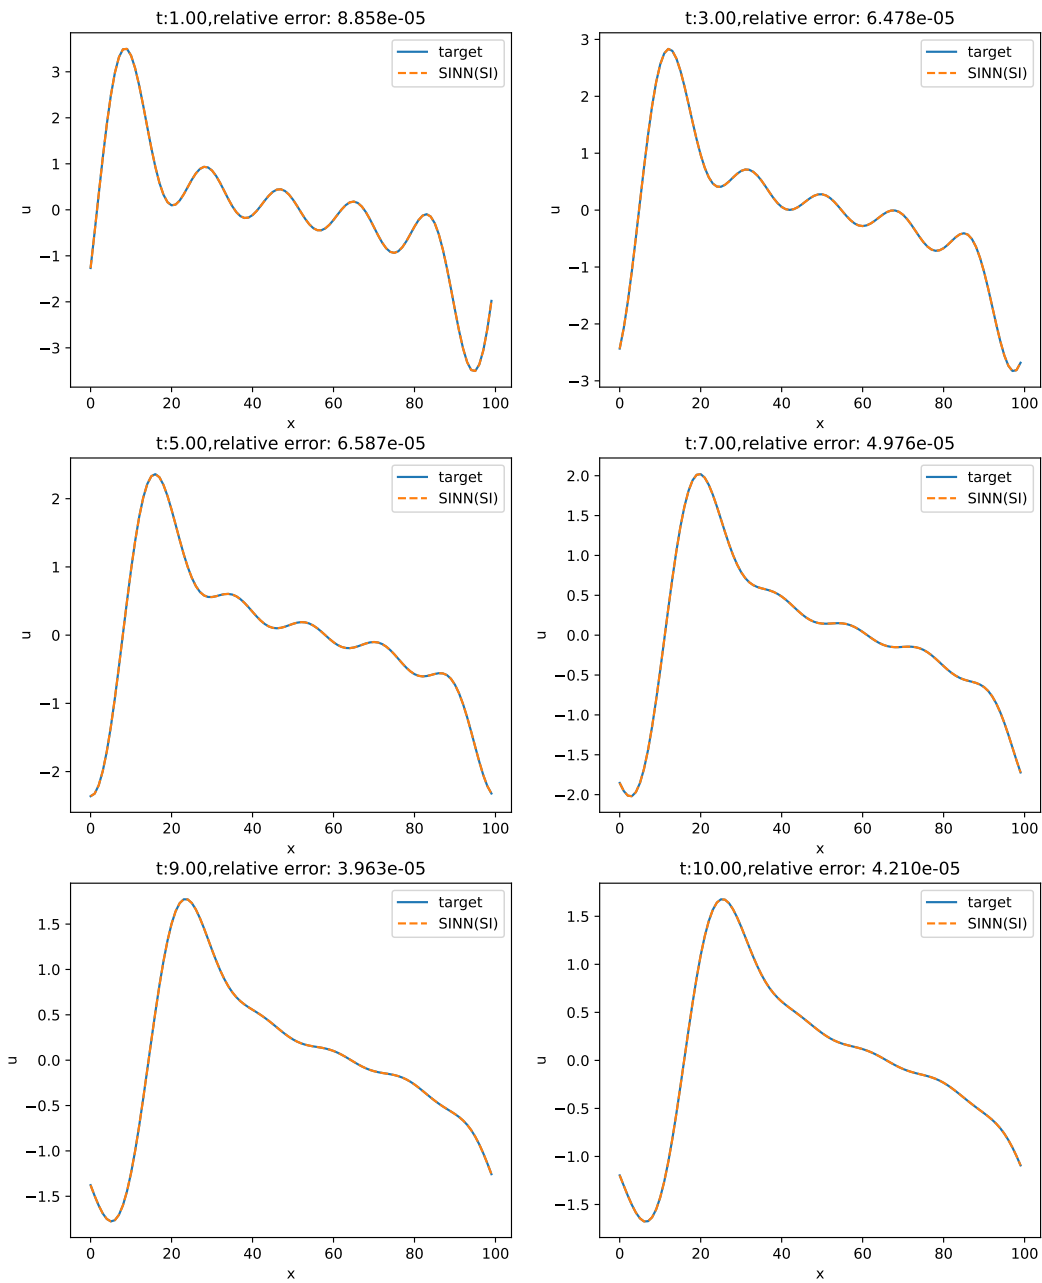 t:1.00,relative error: 8.858e-05
target
SINN(SI)
3
2
1
0
−1
−2
−3
u
0 20 40 60 80 100
x
t:3.00,relative error: 6.478e-05
target
SINN(SI)
3
2
1
0
−1
−2
−3
u
0 20 40 60 80 100
x
t:5.00,relative error: 6.587e-05
target
SINN(SI)
2
1
0
−1
−2
u
0 20 40 60 80 100
x
t:7.00,relative error: 4.976e-05
target
SINN(SI)
2.0
1.5
1.0
0.5
0.0
−0.5
−1.0
−1.5
−2.0
u
0 20 40 60 80 100
x
t:9.00,relative error: 3.963e-05
target
SINN(SI)
1.5
1.0
0.5
0.0
−0.5
−1.0
−1.5
u
0 20 40 60 80 100
x
t:10.00,relative error: 4.210e-05
target
SINN(SI)
1.5
1.0
0.5
0.0
−0.5
−1.0
−1.5
u
0 20 40 60 80 100
x